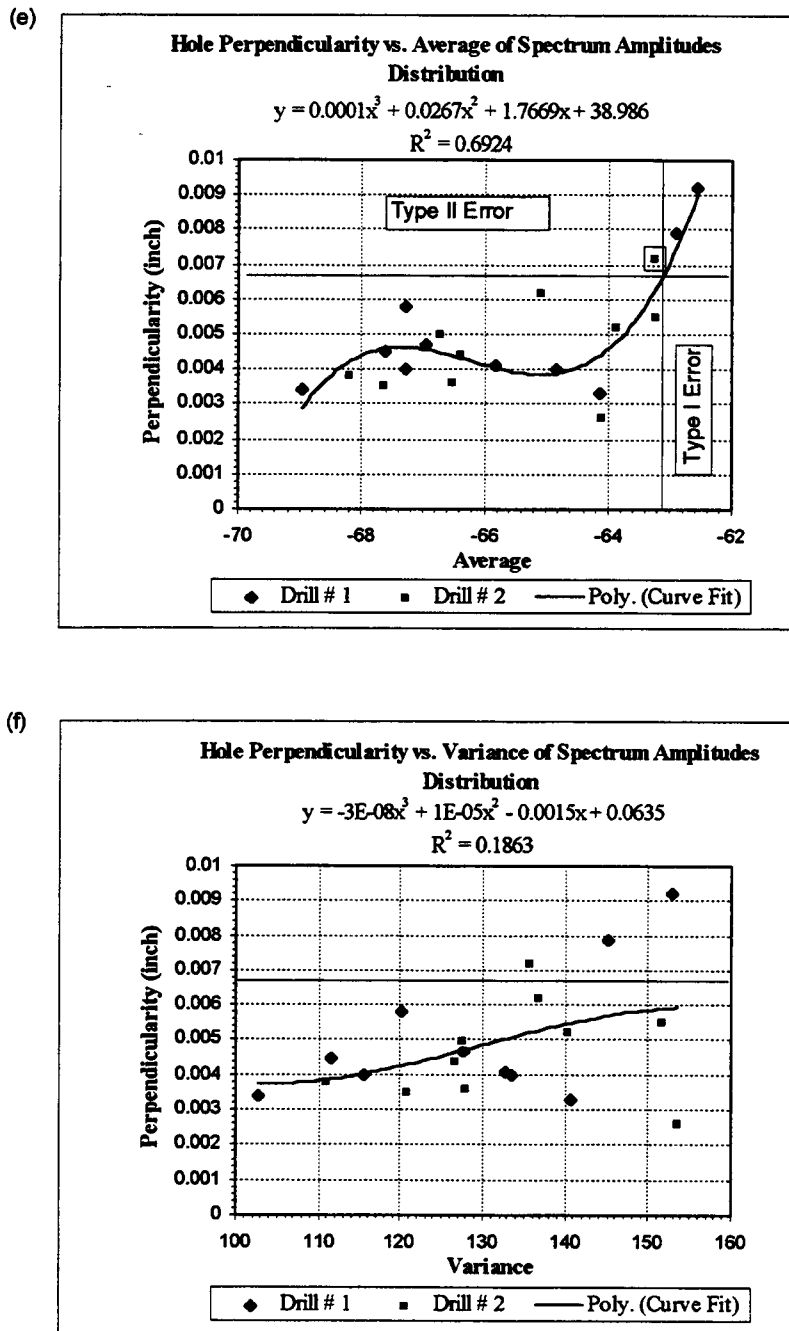 (e)
Hole Perpendicularity vs. Average of Spectrum Amplitudes
Distribution
y = 0.0001x³ + 0.0267x² + 1.7669x + 38.986
R² = 0.6924
0.01
0.009
0.008
0.007
0.006
0.005
0.004
0.003
0.002
0.001
0
Perpendicularity (inch)
Type II Error
Type I Error
-70 -68 -66 -64 -62
Average
Drill # 1 Drill # 2 Poly. (Curve Fit)
(f)
Hole Perpendicularity vs. Variance of Spectrum Amplitudes
Distribution
y = -3E-08x³ + 1E-05x² - 0.0015x + 0.0635
R² = 0.1863
0.01
0.009
0.008
0.007
0.006
0.005
0.004
0.003
0.002
0.001
0
Perpendicularity (inch)
100 110 120 130 140 150 160
Variance
Drill # 1 Drill # 2 Poly. (Curve Fit)